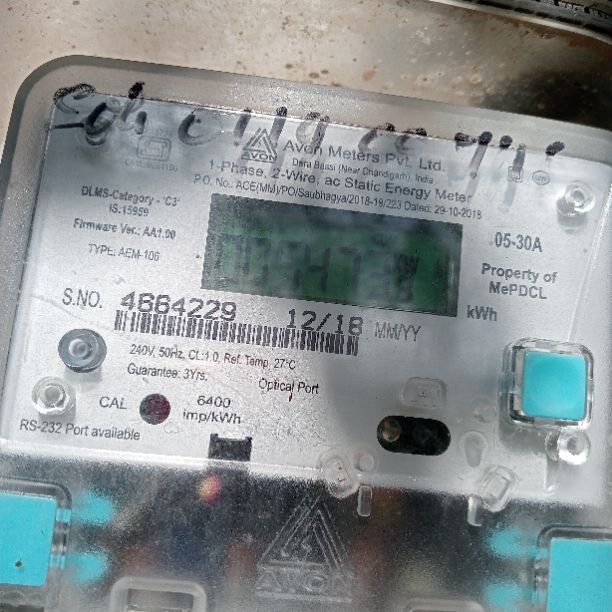 AVON
Avon Meters Pvt. Ltd.
Dera Bassi (Near Chandigarh), India
1-Phase, 2-Wire, ac Static Energy Meter
P.O. No.: ACE(MM)/PO/Saubhagya/2018-19/223 Dated: 29-10-2018
DLMS-Category - 'C3'
IS:15959
Firmware Ver.: AA1.00
TYPE: AEM-106
05-30A
Property of
MePDCL
kWh
S.NO. 4664229 12/18 MM/YY
240V, 50Hz, CL:1.0, Ref. Temp. 27°C
Guarantee: 3Yrs.
Optical Port
CAL 6400
imp/kWh
RS-232 Port available
AVON